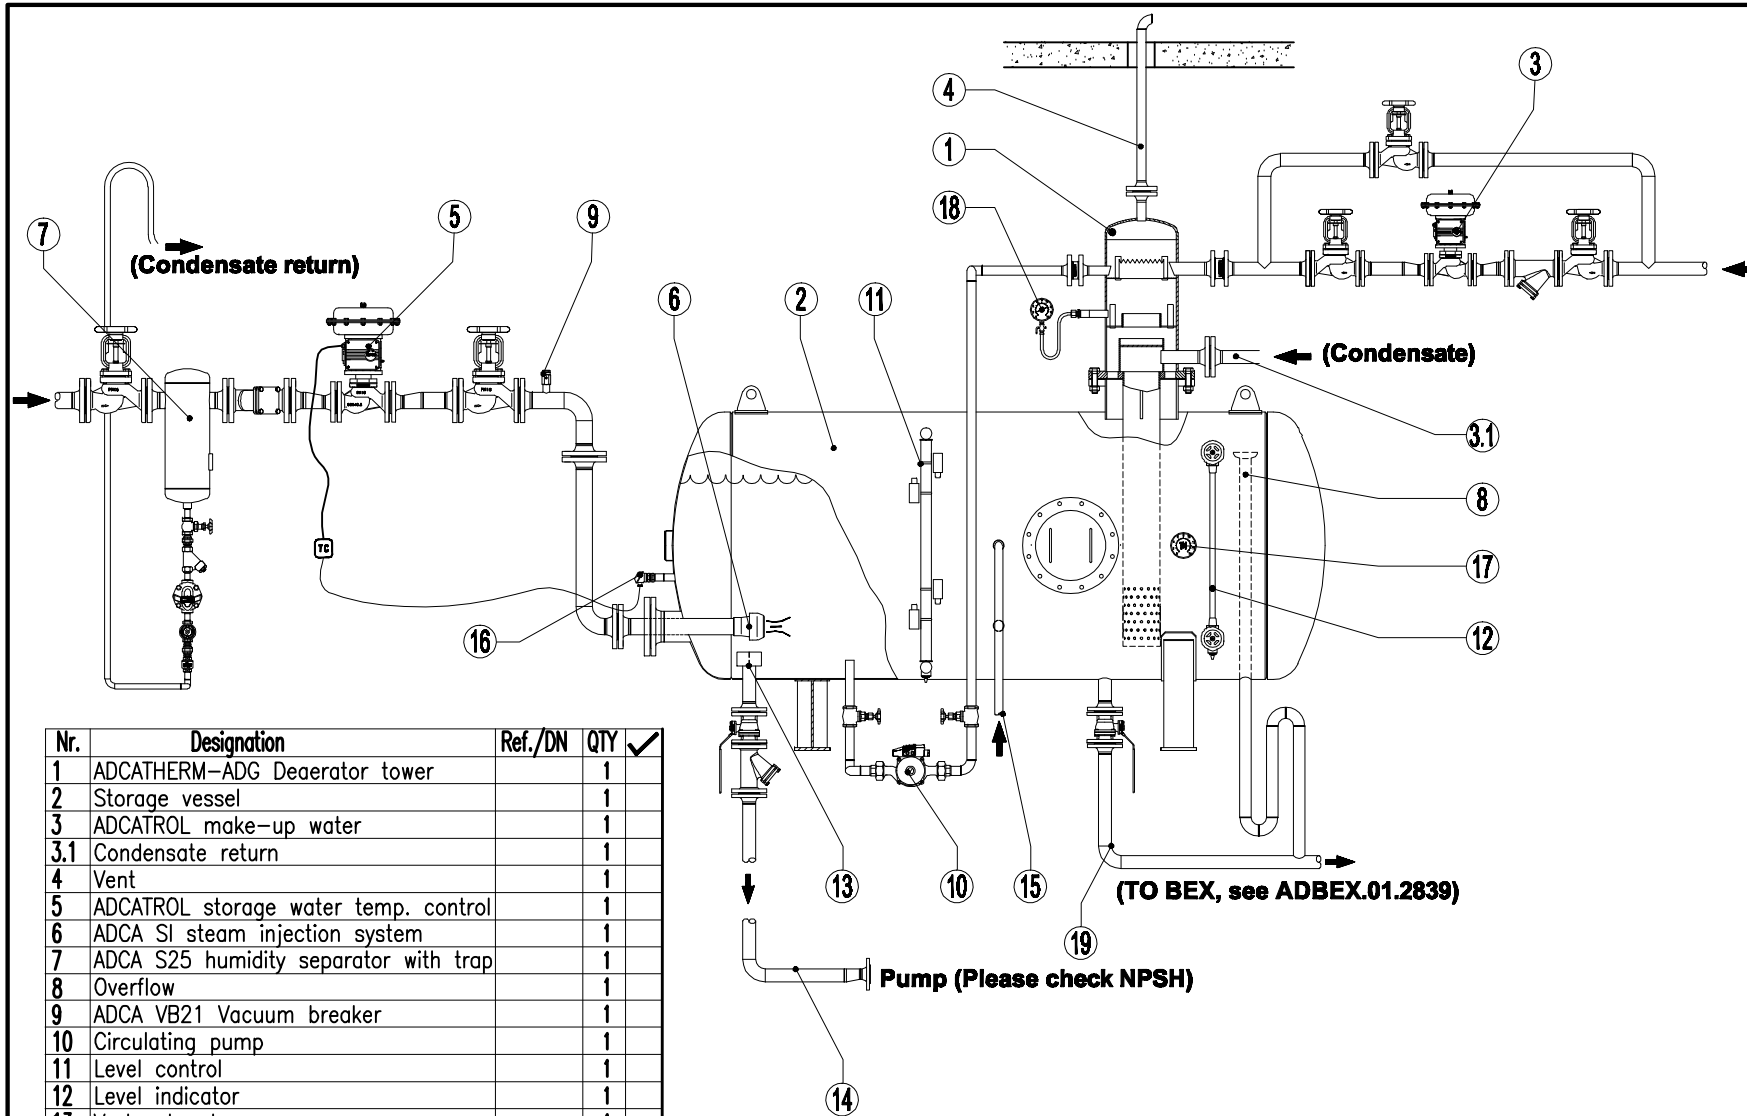 3
4
1
18
7
5
9
(Condensate return)
6
2
11
(Condensate)
3.1
8
TC
17
16
12
13
10
15
(TO BEX, see ADBEX.01.2839)
19
Pump (Please check NPSH)
14
Nr. Designation Ref./DN QTY ✓
1 ADCATHERM-ADG Deaerator tower 1
2 Storage vessel 1
3 ADCATROL make-up water 1
3.1 Condensate return 1
4 Vent 1
5 ADCATROL storage water temp. control 1
6 ADCA SI steam injection system 1
7 ADCA S25 humidity separator with trap 1
8 Overflow 1
9 ADCA VB21 Vacuum breaker 1
10 Circulating pump 1
11 Level control 1
12 Level indicator 1